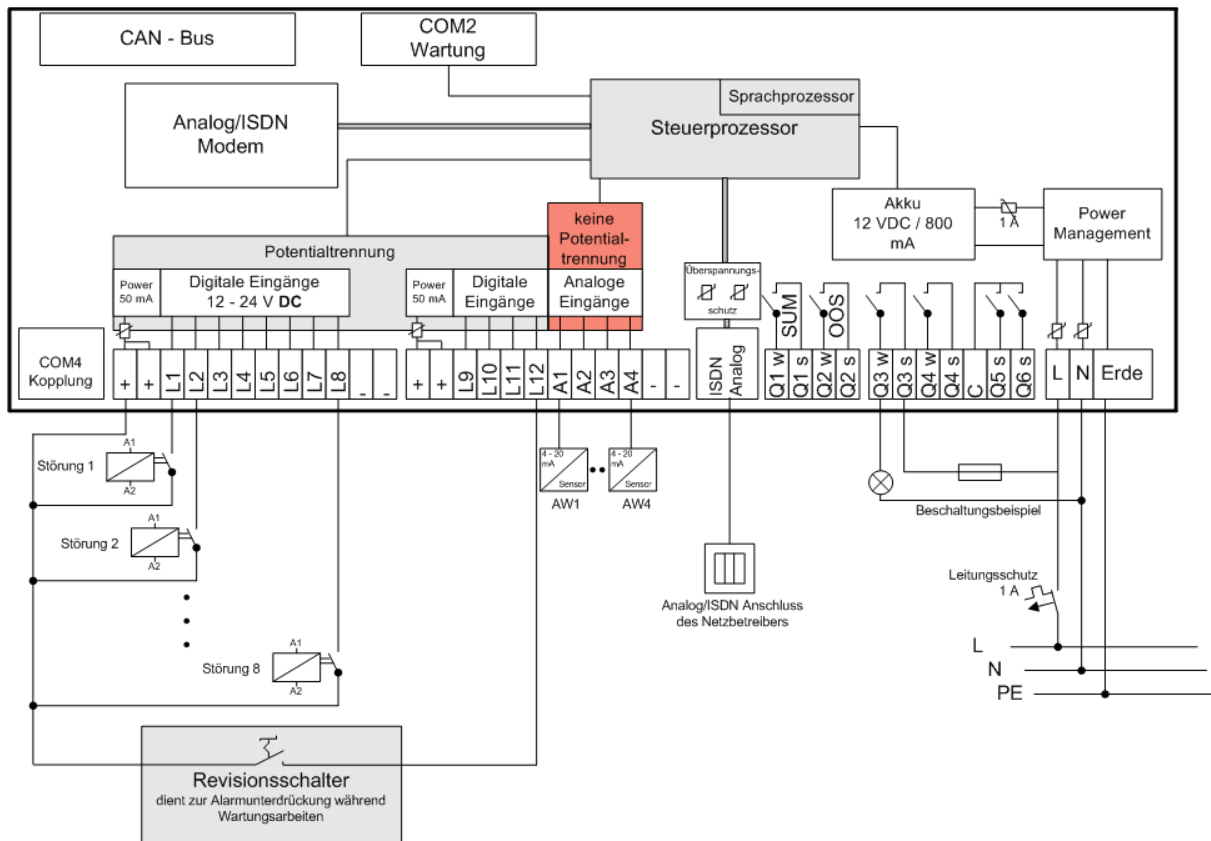 CAN - Bus
COM2
Wartung
Sprachprozessor
Steuerprozessor
Analog/ISDN
Modem
Akku
12 VDC / 800
mA
1 A
Power
Management
keine
Potential-
trennung
Potentialtrennung
Power
50 mA
Digitale Eingänge
12 - 24 V DC
Power
50 mA
Digitale
Eingänge
Analoge
Eingänge
Überspannungs-
schutz
SUM
OOS
COM4
Kopplung
+
+
L1
L2
L3
L4
L5
L6
L7
L8
-
-
+
+
L9
L10
L11
L12
A1
A2
A3
A4
-
-
ISDN
Analog
Q1 w
Q1 s
Q2 w
Q2 s
Q3 w
Q3 s
Q4 w
Q4 s
C
Q5 s
Q6 s
L
N
Erde
Störung 1
A1
A2
Störung 2
A1
A2
Störung 8
A1
A2
4 - 20
mA
Sensor
AW1
4 - 20
mA
Sensor
AW4
Analog/ISDN Anschluss
des Netzbetreibers
Beschaltungsbeispiel
Leitungsschutz
1 A
L
N
PE
Revisionsschalter
dient zur Alarmunterdrückung während
Wartungsarbeiten